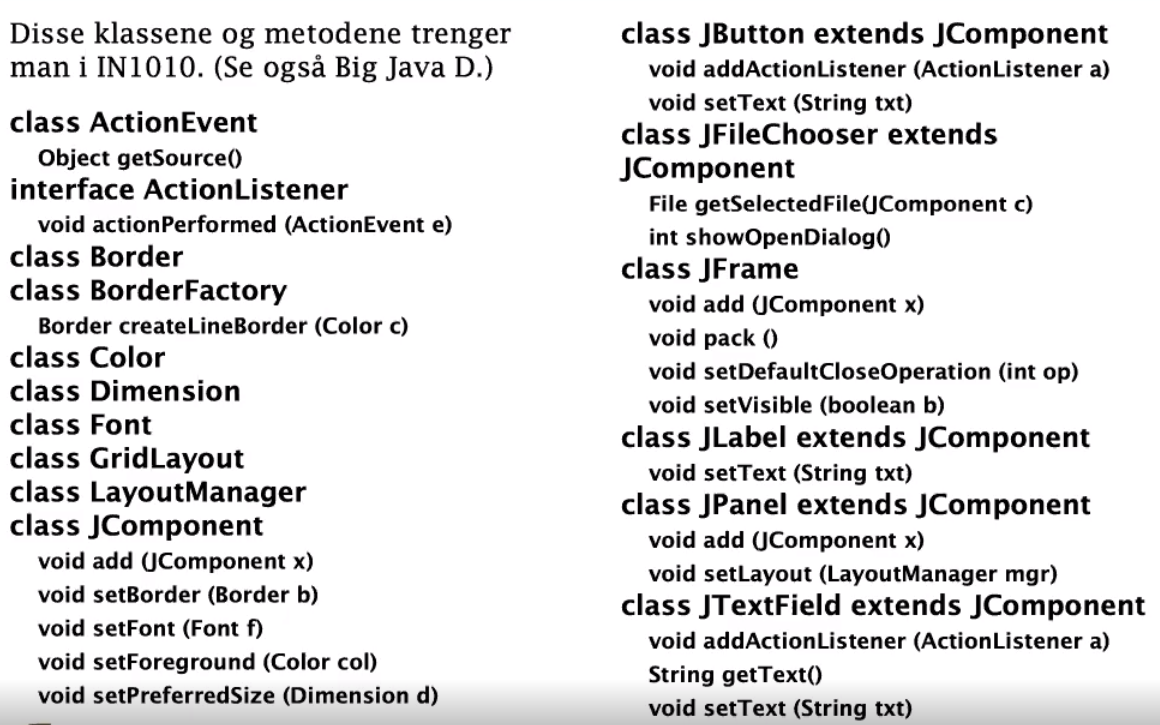 Disse klassene og metodene trenger
man i IN1010. (Se også Big Java D.)
class ActionEvent
Object getSource()
interface ActionListener
void actionPerformed (ActionEvent e)
class Border
class BorderFactory
Border createLineBorder (Color c)
class Color
class Dimension
class Font
class GridLayout
class LayoutManager
class JComponent
void add (JComponent x)
void setBorder (Border b)
void setFont (Font f)
void setForeground (Color col)
void setPreferredSize (Dimension d)
class JButton extends JComponent
void addActionListener (ActionListener a)
void setText (String txt)
class JFileChooser extends
JComponent
File getSelectedFile(JComponent c)
int showOpenDialog()
class JFrame
void add (JComponent x)
void pack ()
void setDefaultCloseOperation (int op)
void setVisible (boolean b)
class JLabel extends JComponent
void setText (String txt)
class JPanel extends JComponent
void add (JComponent x)
void setLayout (LayoutManager mgr)
class JTextField extends JComponent
void addActionListener (ActionListener a)
String getText()
void setText (String txt)